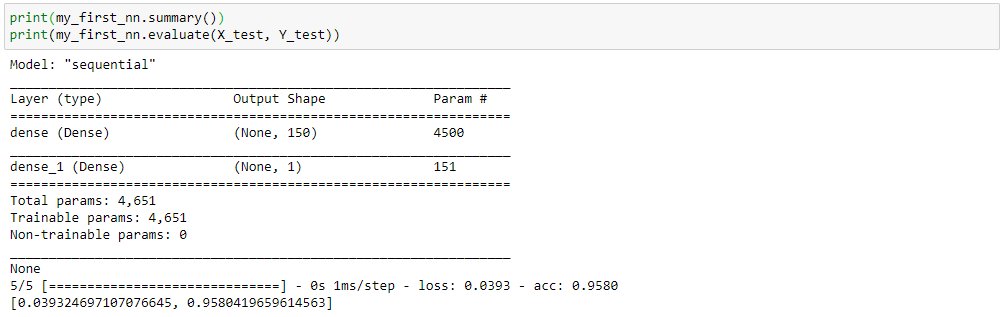 print(my_first_nn.summary())
print(my_first_nn.evaluate(X_test, Y_test))
Model: "sequential"
_________________________________________________________________
Layer (type)                 Output Shape              Param #
=================================================================
dense (Dense)                (None, 150)               4500
_________________________________________________________________
dense_1 (Dense)              (None, 1)                 151
=================================================================
Total params: 4,651
Trainable params: 4,651
Non-trainable params: 0
_________________________________________________________________
None
5/5 [==============================] - 0s 1ms/step - loss: 0.0393 - acc: 0.9580
[0.039324697107076645, 0.9580419659614563]